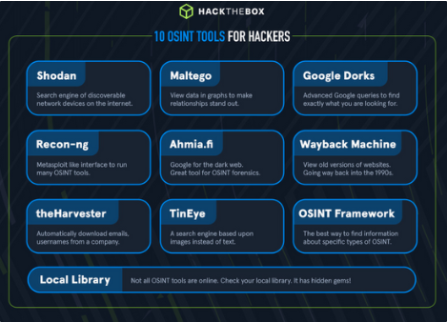 HACKTHEBOX
10 OSINT TOOLS FOR HACKERS
Shodan
Search engine of discoverable
network devices on the internet.
Maltego
View data in graphs to make
relationships stand out.
Google Dorks
Advanced Google queries to find
exactly what you are looking for.
Recon-ng
Metasploit like interface to run
many OSINT tools.
Ahmia.fi
Google for the dark web.
Great tool for OSINT forensics.
Wayback Machine
View old versions of websites.
Going way back into the 1990s.
theHarvester
Automatically download emails,
usernames from a company.
TinEye
A search engine based upon
images instead of text.
OSINT Framework
The best way to find information
about specific types of OSINT.
Local Library
Not all OSINT tools are online. Check your local library. It has hidden gems!